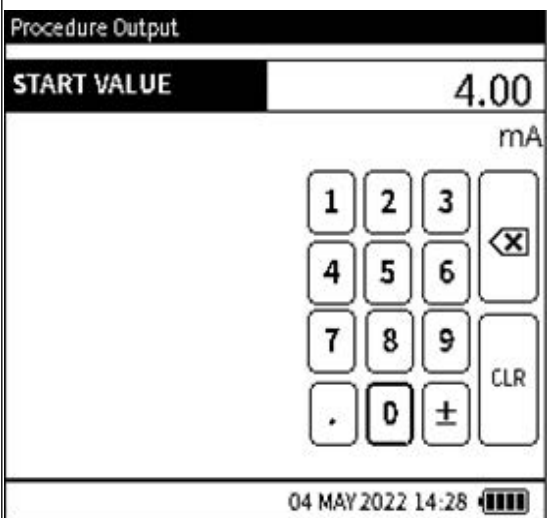 Procedure Output
START VALUE 4.00
mA
1 2 3
4 5 6
7 8 9
CLR
. 0 ±
04 MAY 2022 14:28